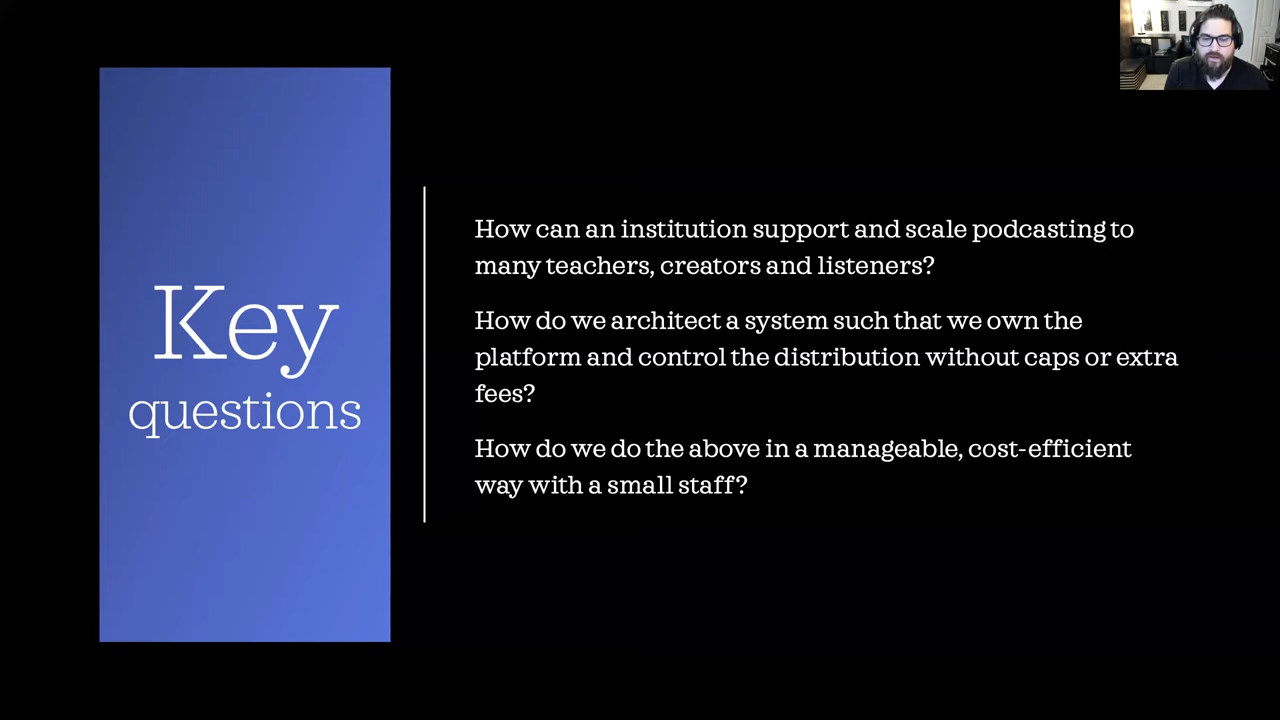 Key
questions
How can an institution support and scale podcasting to
many teachers, creators and listeners?
How do we architect a system such that we own the
platform and control the distribution without caps or extra
fees?
How do we do the above in a manageable, cost-efficient
way with a small staff?